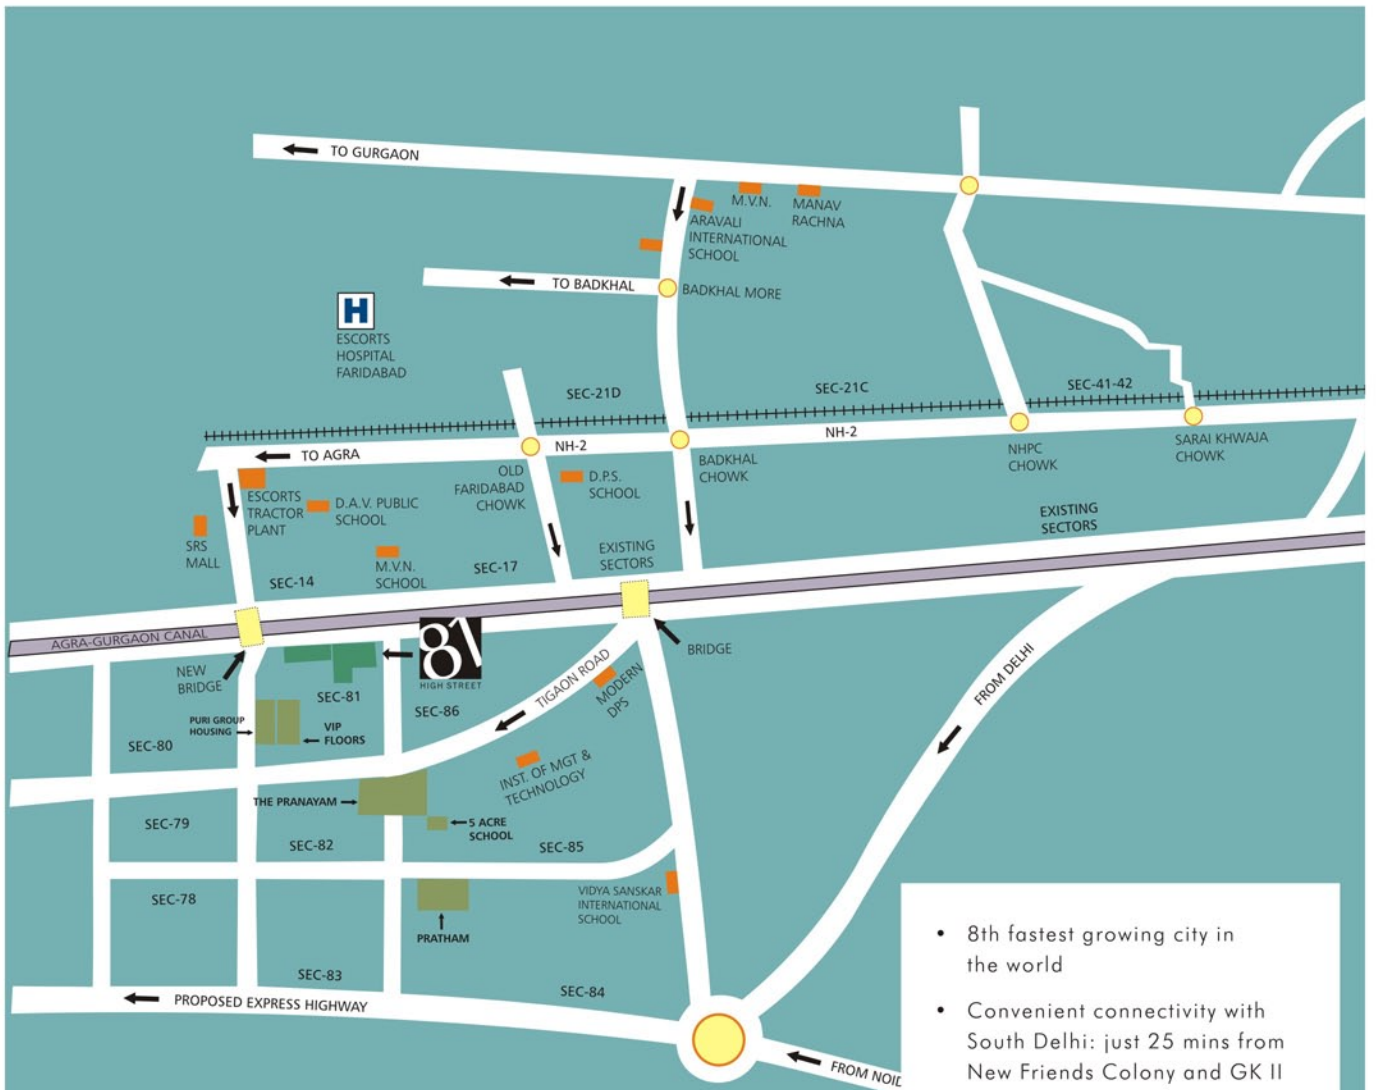 TO GURGAON
M.V.N.
MANAV
RACHNA
ARAVALI
INTERNATIONAL
SCHOOL
TO BADKHAL
BADKHAL MORE
H
ESCORTS
HOSPITAL
FARIDABAD
SEC-21D
SEC-21C
SEC-41-42
TO AGRA
NH-2
NH-2
OLD
FARIDABAD
CHOWK
D.P.S.
SCHOOL
BADKHAL
CHOWK
NHPC
CHOWK
SARAI KHWAJA
CHOWK
ESCORTS
TRACTOR
PLANT
D.A.V. PUBLIC
SCHOOL
SRS
MALL
M.V.N.
SCHOOL
SEC-14
SEC-17
EXISTING
SECTORS
EXISTING
SECTORS
AGRA-GURGAON CANAL
NEW
BRIDGE
81
HIGH STREET
BRIDGE
SEC-81
SEC-86
TIGAON ROAD
MODERN
DPS
FROM DELHI
PURI GROUP
HOUSING
VIP
FLOORS
SEC-80
INST. OF MGT &
TECHNOLOGY
THE PRANAYAM
5 ACRE
SCHOOL
SEC-79
SEC-82
SEC-85
SEC-78
VIDYA SANSKAR
INTERNATIONAL
SCHOOL
PRATHAM
SEC-83
SEC-84
PROPOSED EXPRESS HIGHWAY
FROM NOID
• 8th fastest growing city in
the world
• Convenient connectivity with
South Delhi: just 25 mins from
New Friends Colony and GK II